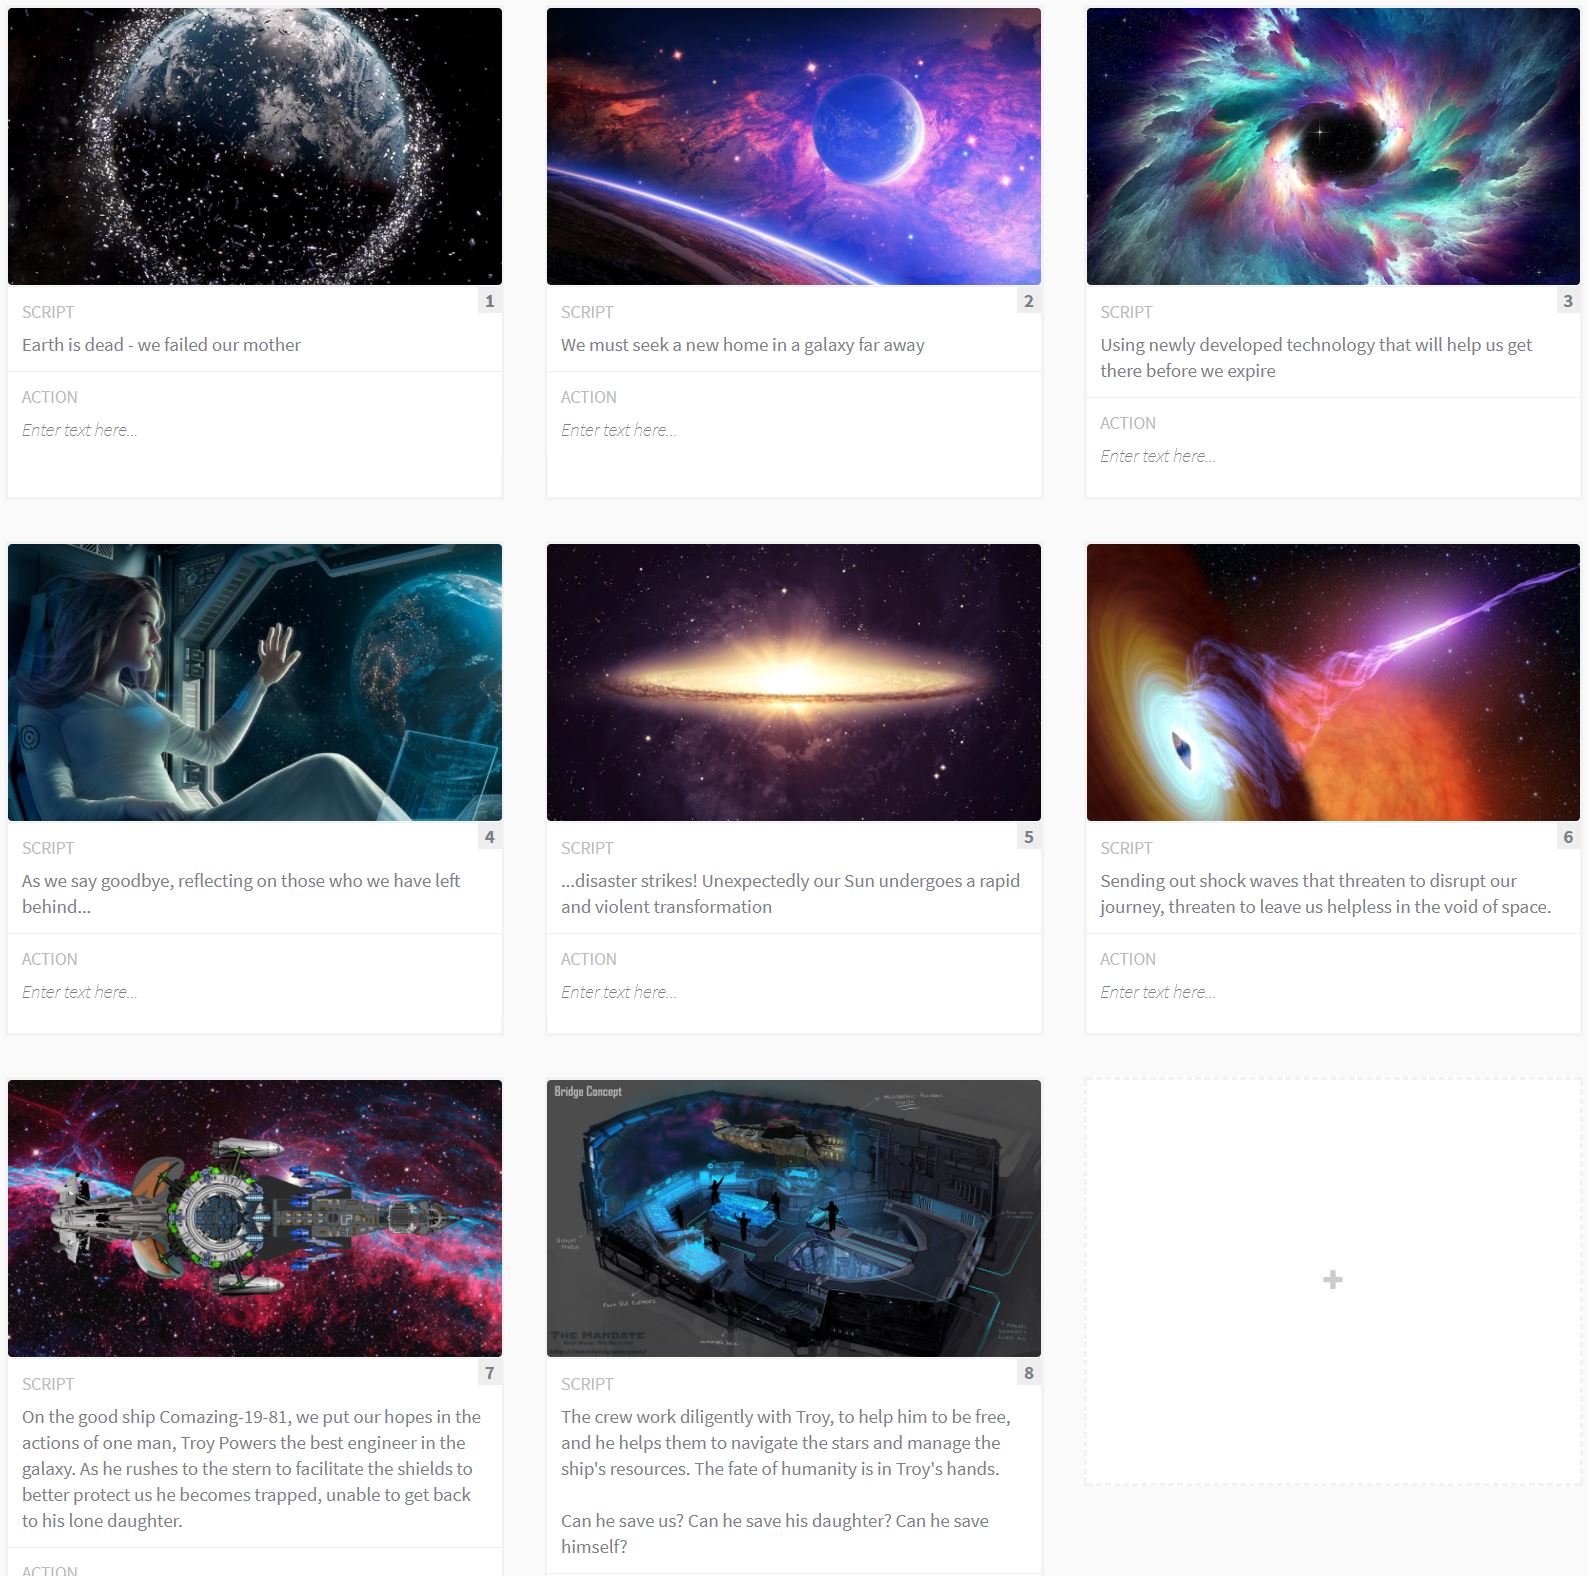 1
SCRIPT
Earth is dead - we failed our mother
ACTION
Enter text here...
2
SCRIPT
We must seek a new home in a galaxy far away
ACTION
Enter text here...
3
SCRIPT
Using newly developed technology that will help us get
there before we expire
ACTION
Enter text here...
4
SCRIPT
As we say goodbye, reflecting on those who we have left
behind...
ACTION
Enter text here...
5
SCRIPT
...disaster strikes! Unexpectedly our Sun undergoes a rapid
and violent transformation
ACTION
Enter text here...
6
SCRIPT
Sending out shock waves that threaten to disrupt our
journey, threaten to leave us helpless in the void of space.
ACTION
Enter text here...
7
SCRIPT
On the good ship Comazing-19-81, we put our hopes in the
actions of one man, Troy Powers the best engineer in the
galaxy. As he rushes to the stern to facilitate the shields to
better protect us he becomes trapped, unable to get back
to his lone daughter.
ACTION
Bridge Concept
THE MANDATE
8
SCRIPT
The crew work diligently with Troy, to help him to be free,
and he helps them to navigate the stars and manage the
ship's resources. The fate of humanity is in Troy's hands.
Can he save us? Can he save his daughter? Can he save
himself?